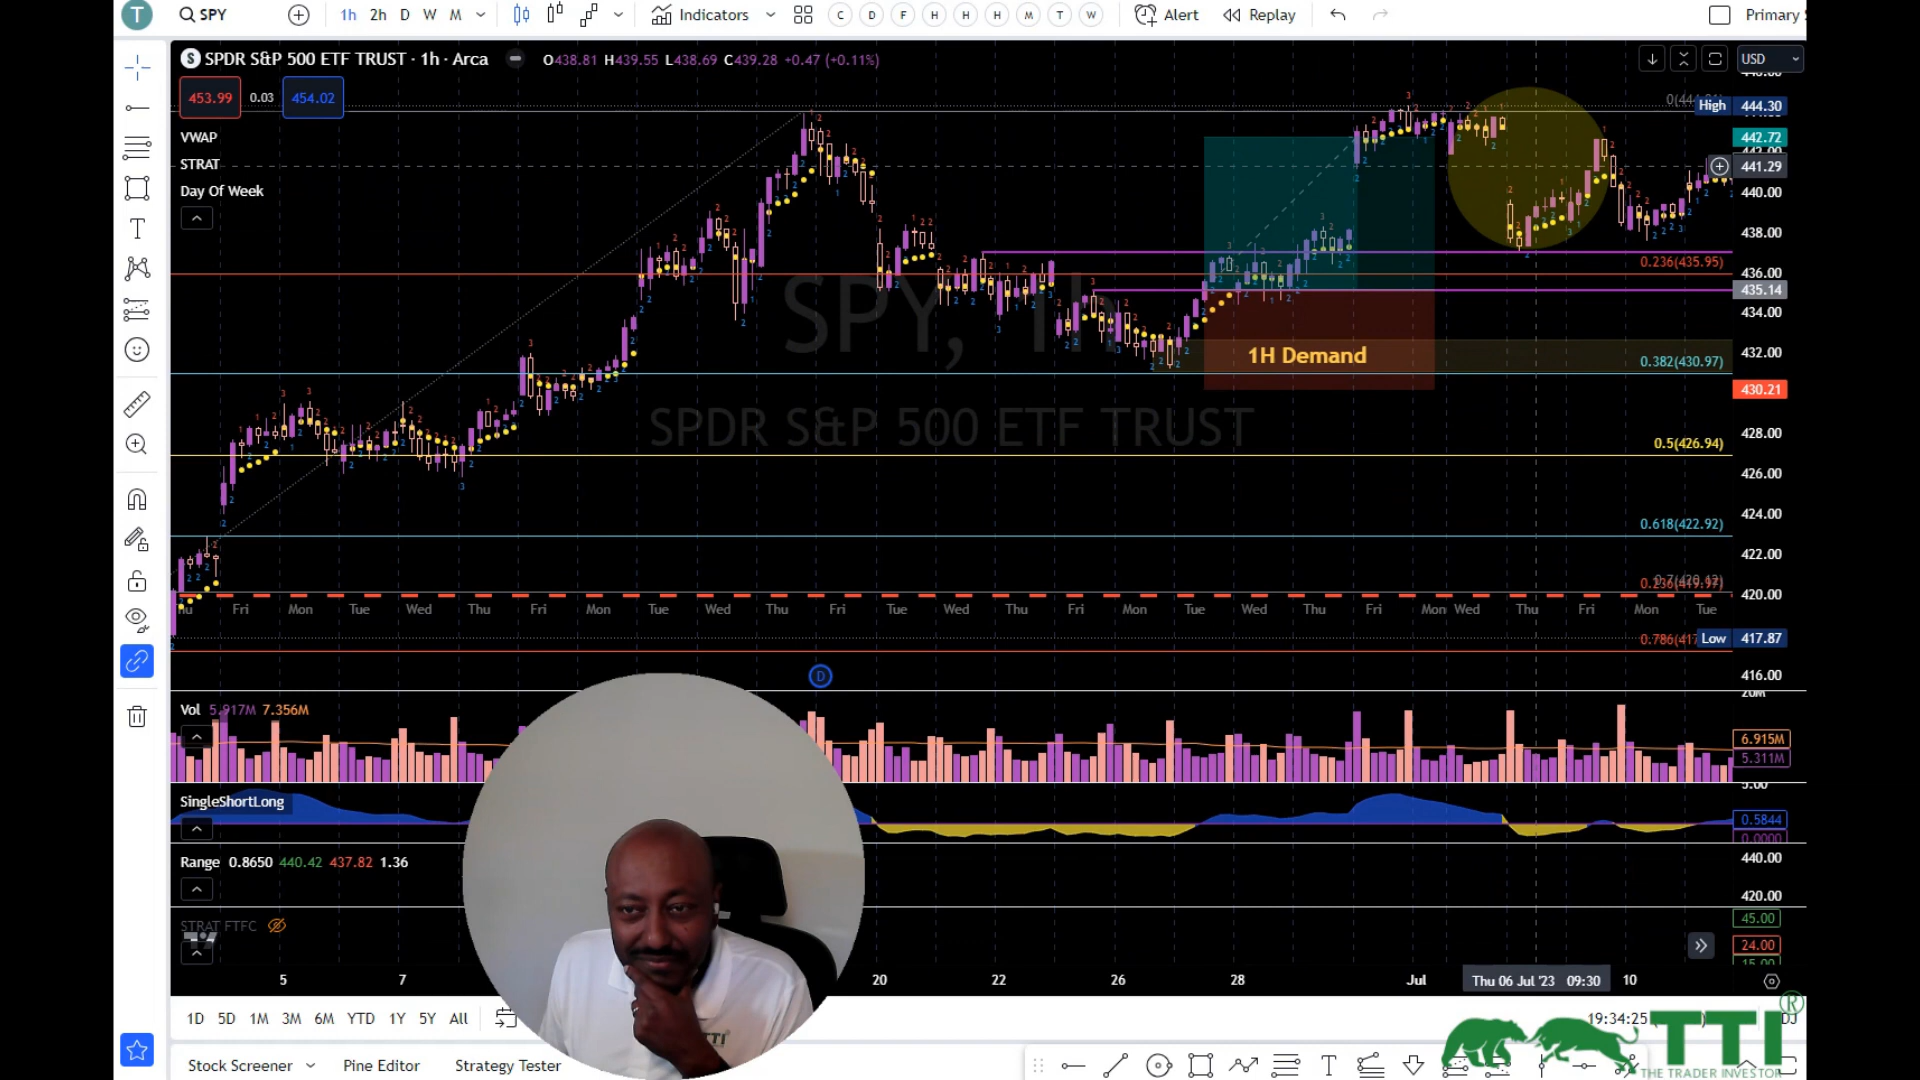 T SPY 1h 2h D W M Indicators C D F H H H M T W Alert Replay Primary
S SPDR S&P 500 ETF TRUST · 1h · Arca O438.81 H439.55 L438.69 C439.28 +0.47 (+0.11%) USD
453.99 0.03 454.02
High 444.30
VWAP
442.72
STRAT
441.29
Day Of Week
440.00
438.00
0.236(435.95)
436.00
435.14
434.00
SPY, 1h
432.00
1H Demand
0.382(430.97)
430.21
SPDR S&P 500 ETF TRUST
428.00
0.5(426.94)
426.00
424.00
0.618(422.92)
422.00
420.00
Fri Mon Tue Wed Thu Fri Mon Tue Wed Thu Fri Tue Wed Thu Fri Mon Tue Wed Thu Fri Mon Wed Thu Fri Mon Tue
Low 417.87
D
416.00
Vol 5.917M 7.356M
20M
6.915M
5.311M
SingleShortLong
5.00
0.5844
0.0000
Range 0.8650 440.42 437.82 1.36
440.00
420.00
STRAT FTFC
45.00
24.00
15.00
5 7 20 22 26 28 Jul Thu 06 Jul '23 09:30 10
1D 5D 1M 3M 6M YTD 1Y 5Y All
19:34:25
TTI
®
TTI
THE TRADER INVESTOR
Stock Screener Pine Editor Strategy Tester